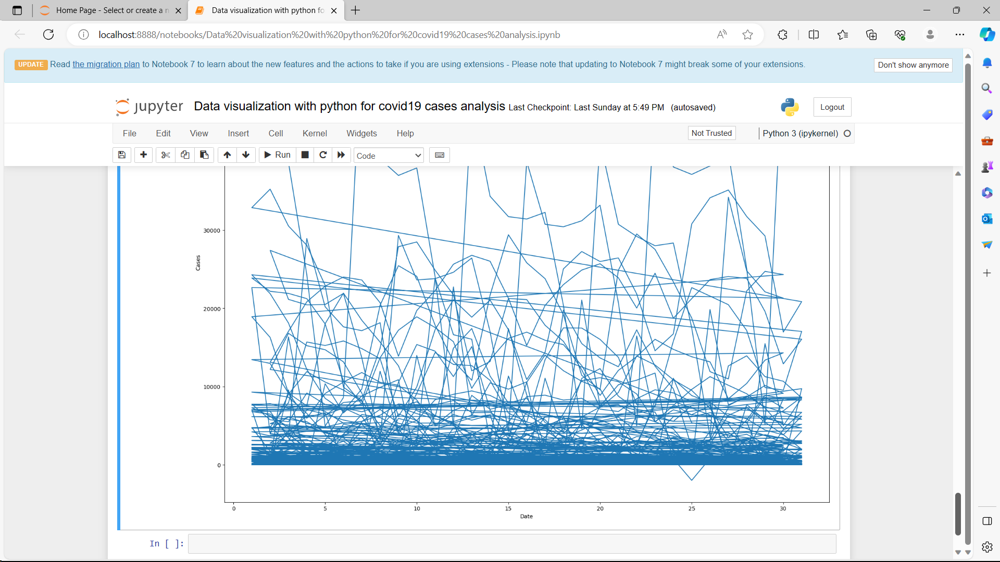 Home Page - Select or create a n
Data visualization with python fo
localhost:8888/notebooks/Data%20visualization%20with%20python%20for%20covid19%20cases%20analysis.ipynb
UPDATE Read the migration plan to Notebook 7 to learn about the new features and the actions to take if you are using extensions - Please note that updating to Notebook 7 might break some of your extensions.
Don't show anymore
jupyter Data visualization with python for covid19 cases analysis Last Checkpoint: Last Sunday at 5:49 PM (autosaved)
Logout
File Edit View Insert Cell Kernel Widgets Help
Not Trusted
Python 3 (ipykernel)
Run
Code
30000
Cases
20000
10000
0
0 5 10 15 20 25 30
Date
In [ ]: